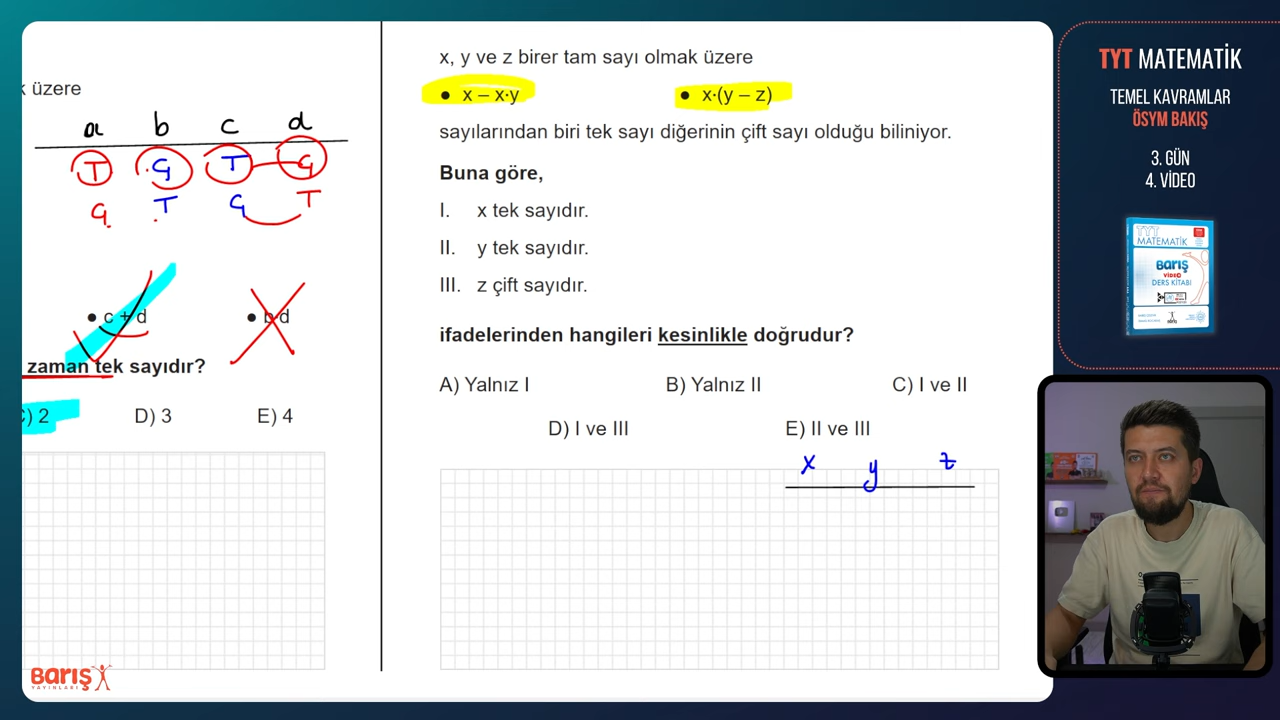 k üzere
a b c d
T Ç T Ç
Ç T Ç T
● c + d ● b·d
zaman tek sayıdır?
C) 2 D) 3 E) 4
x, y ve z birer tam sayı olmak üzere
● x – x·y ● x·(y – z)
sayılarından biri tek sayı diğerinin çift sayı olduğu biliniyor.
Buna göre,
I. x tek sayıdır.
II. y tek sayıdır.
III. z çift sayıdır.
ifadelerinden hangileri kesinlikle doğrudur?
A) Yalnız I B) Yalnız II C) I ve II
D) I ve III E) II ve III
x y z
TYT MATEMATİK
TEMEL KAVRAMLAR
ÖSYM BAKIŞ
3. GÜN
4. VİDEO
TYT
MATEMATİK
BARIŞ
VİDEO
DERS KİTABI
BARIŞ
YAYINLARI